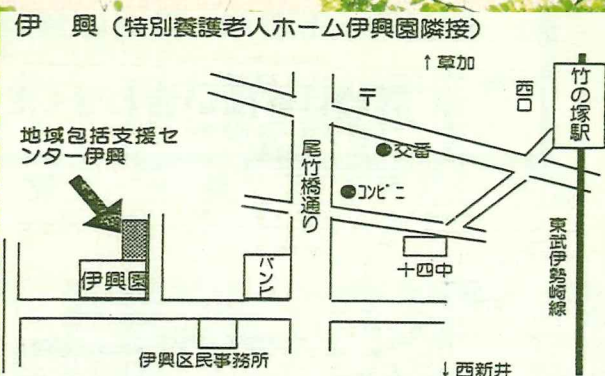 伊 興（特別養護老人ホーム伊興園隣接）
↑草加
〒
西口
竹の塚駅
地域包括支援センター伊興
尾竹橋通り
●交番
●コンビニ
東武伊勢崎線
伊興園
バンビ
十四中
伊興区民事務所
↓西新井